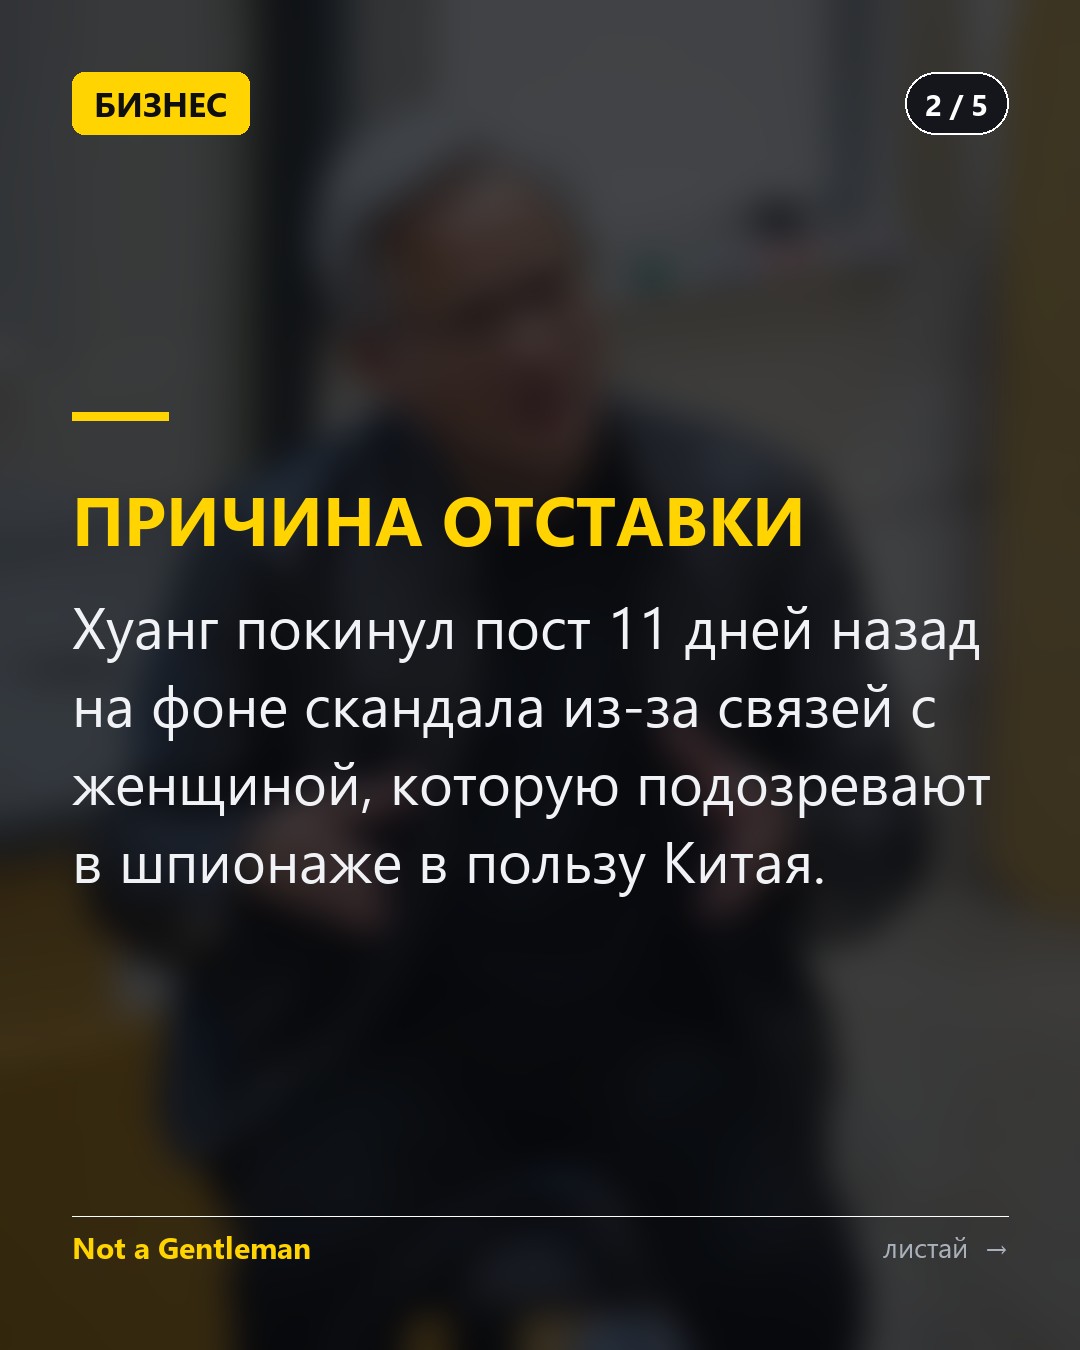 БИЗНЕС
2 / 5
ПРИЧИНА ОТСТАВКИ
Хуанг покинул пост 11 дней назад
на фоне скандала из-за связей с
женщиной, которую подозревают
в шпионаже в пользу Китая.
Not a Gentleman
листай →